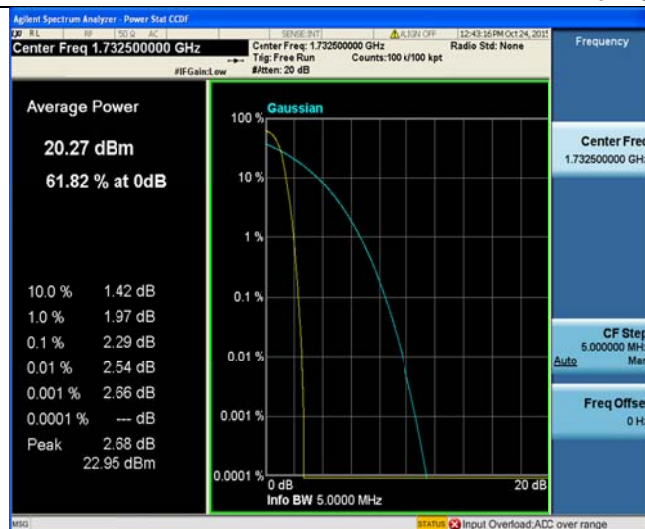 Agilent Spectrum Analyzer - Power Stat CCDF
RL RF 50 Ω AC SENSE:INT ALIGN OFF 12:43:16 PM Oct 24, 201
Center Freq 1.732500000 GHz
Center Freq: 1.732500000 GHz Radio Std: None
Trig: Free Run Counts:100 k/100 kpt
#IFGain:Low #Atten: 20 dB
Frequency
Average Power
20.27 dBm
61.82 % at 0dB
10.0 % 1.42 dB
1.0 % 1.97 dB
0.1 % 2.29 dB
0.01 % 2.54 dB
0.001 % 2.66 dB
0.0001 % --- dB
Peak 2.68 dB
22.95 dBm
Gaussian
100 %
10 %
1 %
0.1 %
0.01 %
0.001 %
0.0001 %
0 dB 20 dB
Info BW 5.0000 MHz
Center Freq
1.732500000 GHz
CF Step
5.000000 MHz
Auto Man
Freq Offse
0 Hz
MSG STATUS Input Overload;ADC over range